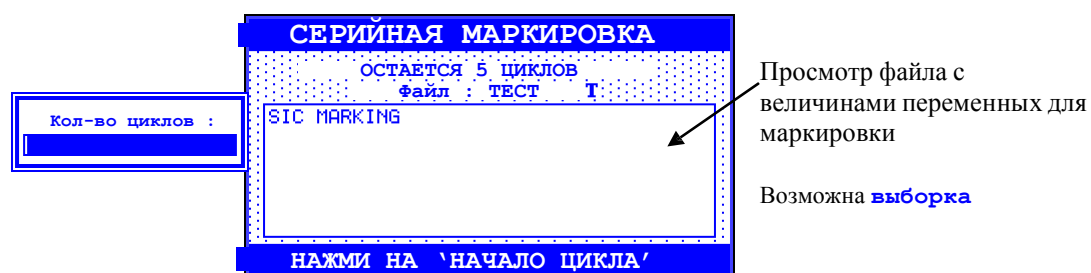 СЕРИЙНАЯ МАРКИРОВКА
ОСТАЕТСЯ 5 ЦИКЛОВ
Файл : ТЕСТ T
Кол-во циклов :
SIC MARKING
НАЖМИ НА ‘НАЧАЛО ЦИКЛА’
Просмотр файла с
величинами переменных для
маркировки
Возможна выборка